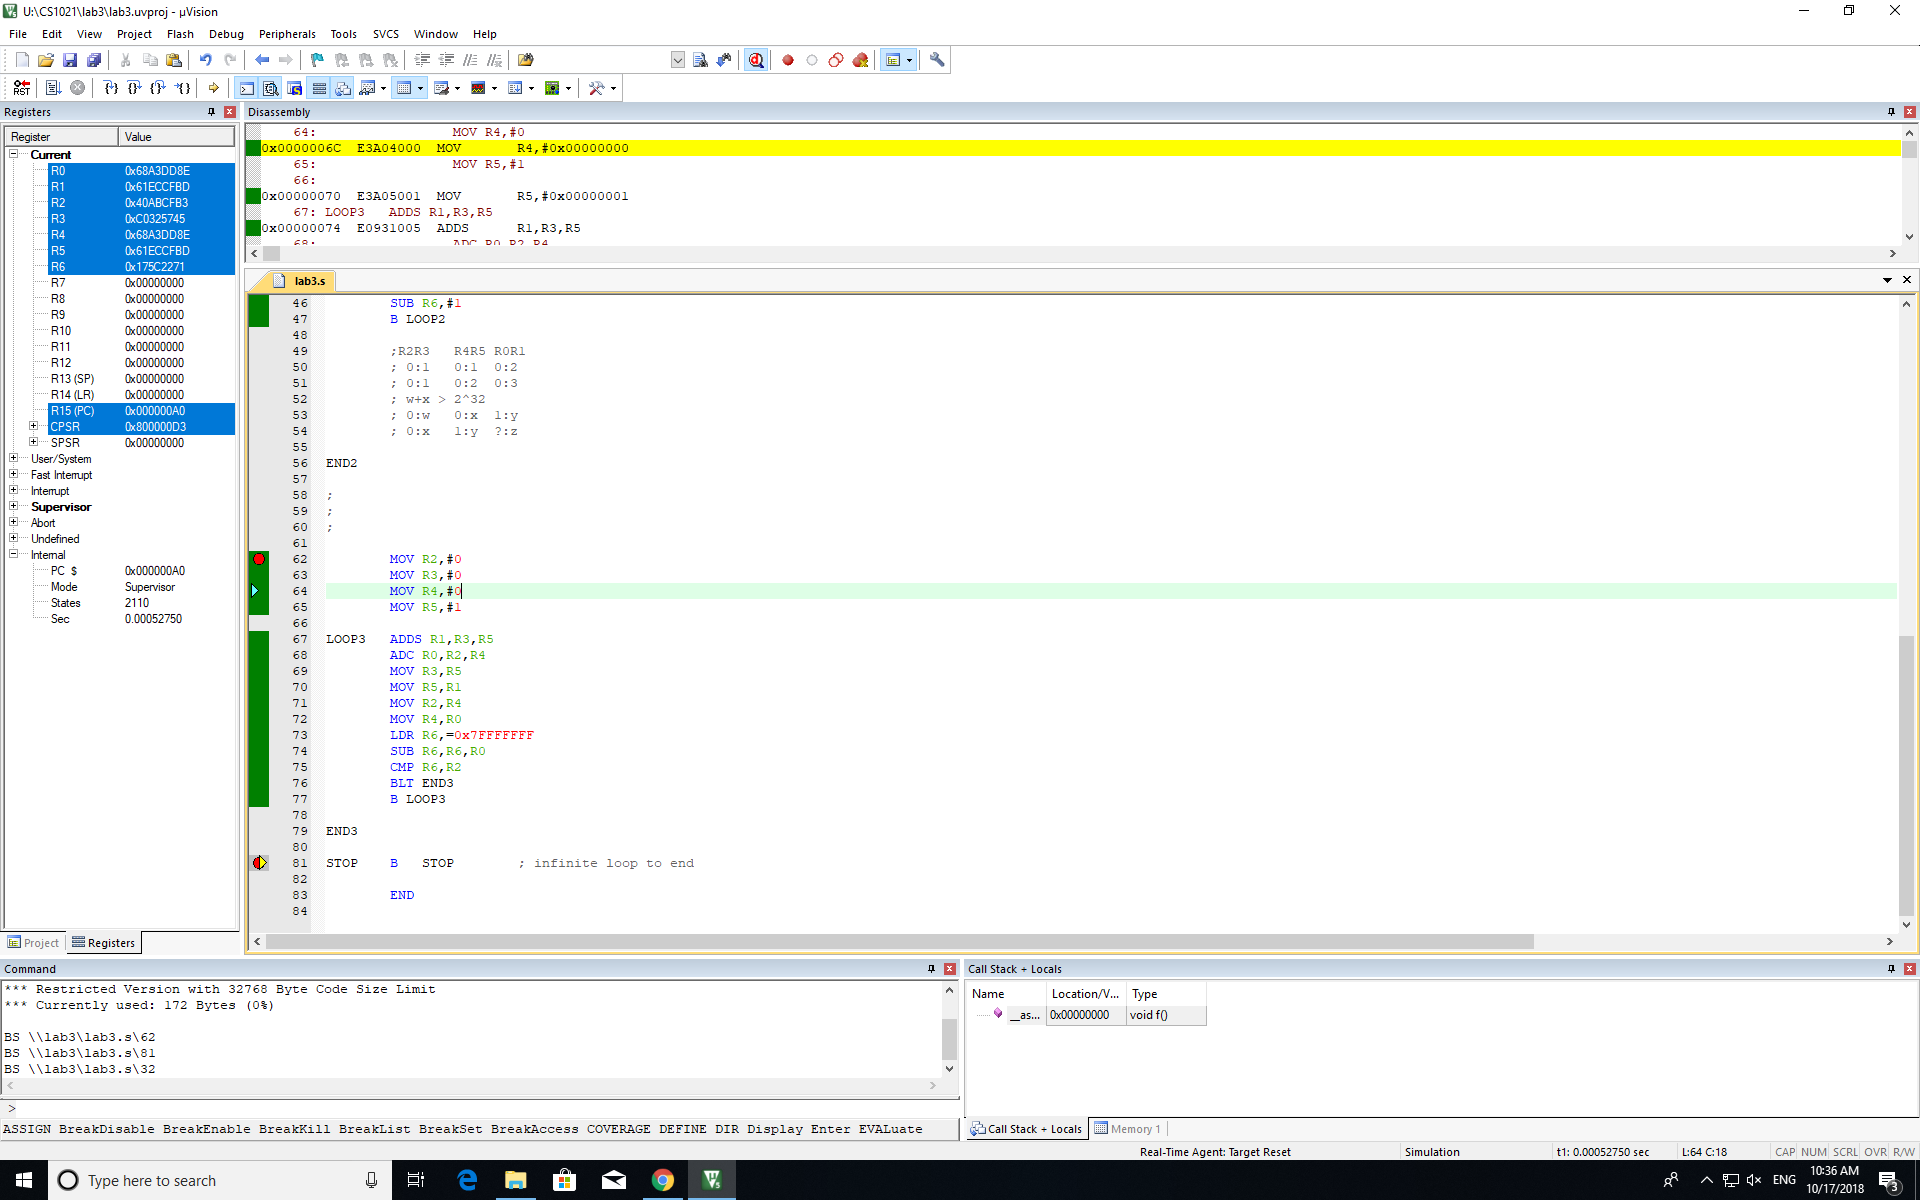 U:\CS1021\lab3\lab3.uvproj - µVision
File Edit View Project Flash Debug Peripherals Tools SVCS Window Help
Registers
Register Value
Current
R0 0x68A3DD8E
R1 0x61ECCFBD
R2 0x40ABCFB3
R3 0xC0325745
R4 0x68A3DD8E
R5 0x61ECCFBD
R6 0x175C2271
R7 0x00000000
R8 0x00000000
R9 0x00000000
R10 0x00000000
R11 0x00000000
R12 0x00000000
R13 (SP) 0x00000000
R14 (LR) 0x00000000
R15 (PC) 0x000000A0
CPSR 0x800000D3
SPSR 0x00000000
User/System
Fast Interrupt
Interrupt
Supervisor
Abort
Undefined
Internal
PC $ 0x000000A0
Mode Supervisor
States 2110
Sec 0.00052750
Project Registers
Disassembly
64: MOV R4,#0
0x0000006C E3A04000 MOV R4,#0x00000000
65: MOV R5,#1
66:
0x00000070 E3A05001 MOV R5,#0x00000001
67: LOOP3 ADDS R1,R3,R5
0x00000074 E0931005 ADDS R1,R3,R5
68: ADC R0,R2,R4
lab3.s
46 SUB R6,#1
47 B LOOP2
48
49 ;R2R3 R4R5 R0R1
50 ; 0:1 0:1 0:2
51 ; 0:1 0:2 0:3
52 ; w+x > 2^32
53 ; 0:w 0:x 1:y
54 ; 0:x 1:y ?:z
55
56 END2
57
58 ;
59 ;
60 ;
61
62 MOV R2,#0
63 MOV R3,#0
64 MOV R4,#0
65 MOV R5,#1
66
67 LOOP3 ADDS R1,R3,R5
68 ADC R0,R2,R4
69 MOV R3,R5
70 MOV R5,R1
71 MOV R2,R4
72 MOV R4,R0
73 LDR R6,=0x7FFFFFFF
74 SUB R6,R6,R0
75 CMP R6,R2
76 BLT END3
77 B LOOP3
78
79 END3
80
81 STOP B STOP ; infinite loop to end
82
83 END
84
Command
*** Restricted Version with 32768 Byte Code Size Limit
*** Currently used: 172 Bytes (0%)
BS \\lab3\lab3.s\62
BS \\lab3\lab3.s\81
BS \\lab3\lab3.s\32
>
ASSIGN BreakDisable BreakEnable BreakKill BreakList BreakSet BreakAccess COVERAGE DEFINE DIR Display Enter EVALuate
Call Stack + Locals
Name Location/V... Type
__as... 0x00000000 void f()
Call Stack + Locals Memory 1
Real-Time Agent: Target Reset Simulation t1: 0.00052750 sec L:64 C:18 CAP NUM SCRL OVR R/W
Type here to search
ENG
10:36 AM
10/17/2018
3